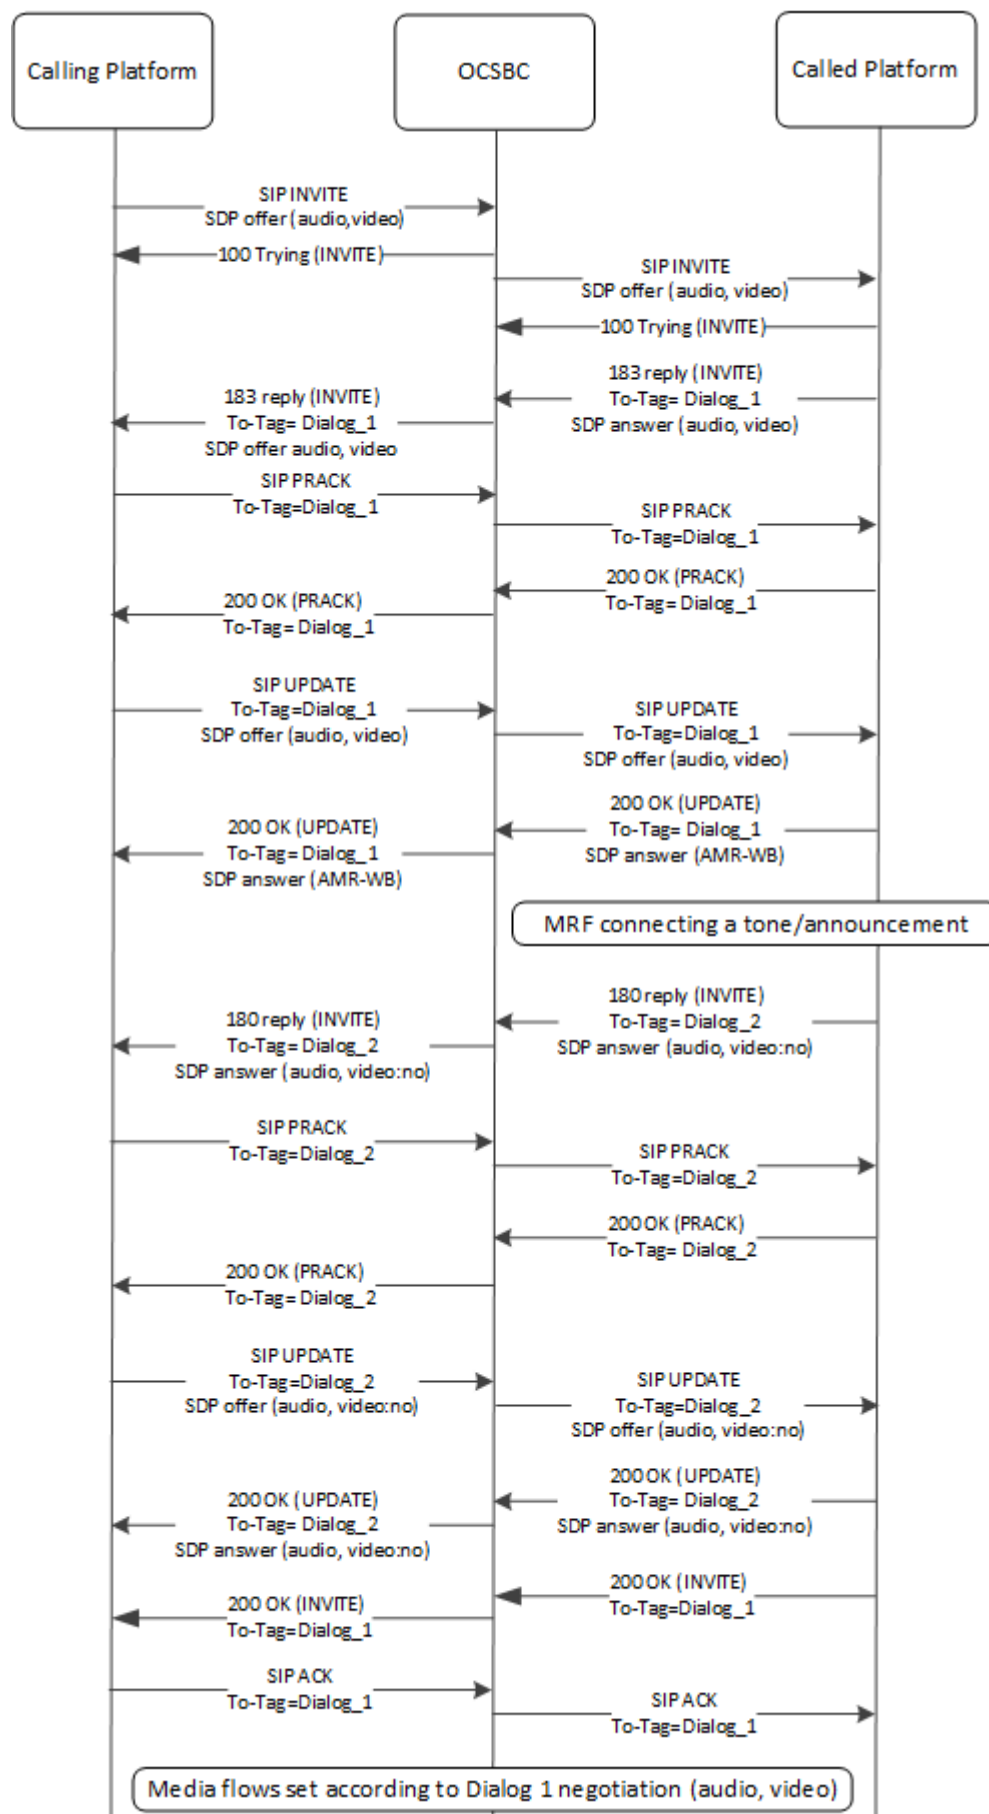 Calling Platform
OCSBC
Called Platform
SIP INVITE
SDP offer (audio,video)
100 Trying (INVITE)
SIP INVITE
SDP offer (audio, video)
100 Trying (INVITE)
183 reply (INVITE)
To-Tag= Dialog_1
SDP answer (audio, video)
183 reply (INVITE)
To-Tag= Dialog_1
SDP offer audio, video
SIP PRACK
To-Tag=Dialog_1
SIP PRACK
To-Tag=Dialog_1
200 OK (PRACK)
To-Tag= Dialog_1
200 OK (PRACK)
To-Tag= Dialog_1
SIP UPDATE
To-Tag=Dialog_1
SDP offer (audio, video)
SIP UPDATE
To-Tag=Dialog_1
SDP offer (audio, video)
200 OK (UPDATE)
To-Tag= Dialog_1
SDP answer (AMR-WB)
200 OK (UPDATE)
To-Tag= Dialog_1
SDP answer (AMR-WB)
MRF connecting a tone/announcement
180 reply (INVITE)
To-Tag= Dialog_2
SDP answer (audio, video:no)
180 reply (INVITE)
To-Tag= Dialog_2
SDP answer (audio, video:no)
SIP PRACK
To-Tag=Dialog_2
SIP PRACK
To-Tag=Dialog_2
200 OK (PRACK)
To-Tag= Dialog_2
200 OK (PRACK)
To-Tag= Dialog_2
SIP UPDATE
To-Tag=Dialog_2
SDP offer (audio, video:no)
SIP UPDATE
To-Tag=Dialog_2
SDP offer (audio, video:no)
200 OK (UPDATE)
To-Tag= Dialog_2
SDP answer (audio, video:no)
200 OK (UPDATE)
To-Tag= Dialog_2
SDP answer (audio, video:no)
200 OK (INVITE)
To-Tag=Dialog_1
200 OK (INVITE)
To-Tag=Dialog_1
SIP ACK
To-Tag=Dialog_1
SIP ACK
To-Tag=Dialog_1
Media flows set according to Dialog 1 negotiation (audio, video)